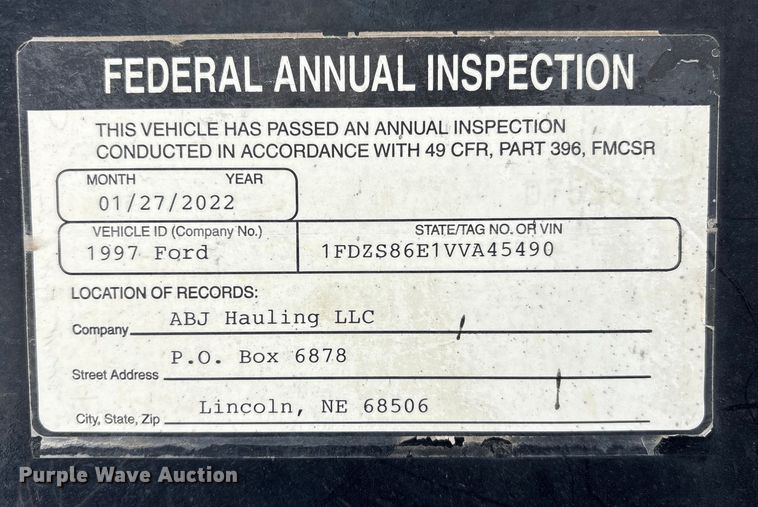 FEDERAL ANNUAL INSPECTION
THIS VEHICLE HAS PASSED AN ANNUAL INSPECTION
CONDUCTED IN ACCORDANCE WITH 49 CFR, PART 396, FMCSR
MONTH YEAR
01/27/2022
VEHICLE ID (Company No.) STATE/TAG NO. OR VIN
1997 Ford 1FDZS86E1VVA45490
LOCATION OF RECORDS:
Company ABJ Hauling LLC
Street Address P.O. Box 6878
City, State, Zip Lincoln, NE 68506
Purple Wave Auction